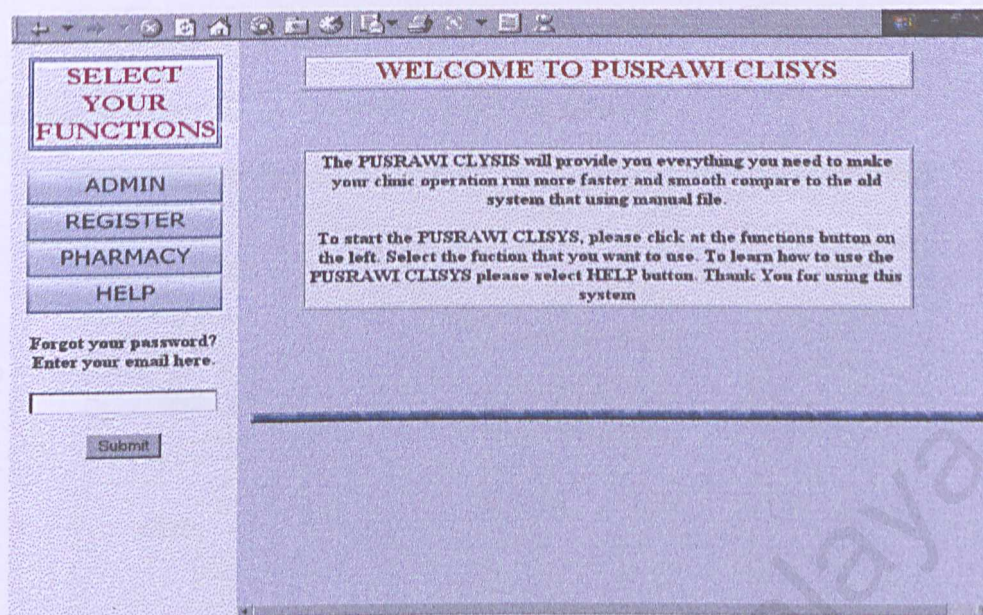 SELECT
YOUR
FUNCTIONS
ADMIN
REGISTER
PHARMACY
HELP
Forgot your password?
Enter your email here.
Submit
WELCOME TO PUSRAWI CLISYS
The PUSRAWI CLYSIS will provide you everything you need to make
your clinic operation run more faster and smooth compare to the old
system that using manual file.
To start the PUSRAWI CLISYS, please click at the functions button on
the left. Select the fuction that you want to use. To learn how to use the
PUSRAWI CLISYS please select HELP button. Thank You for using this
system